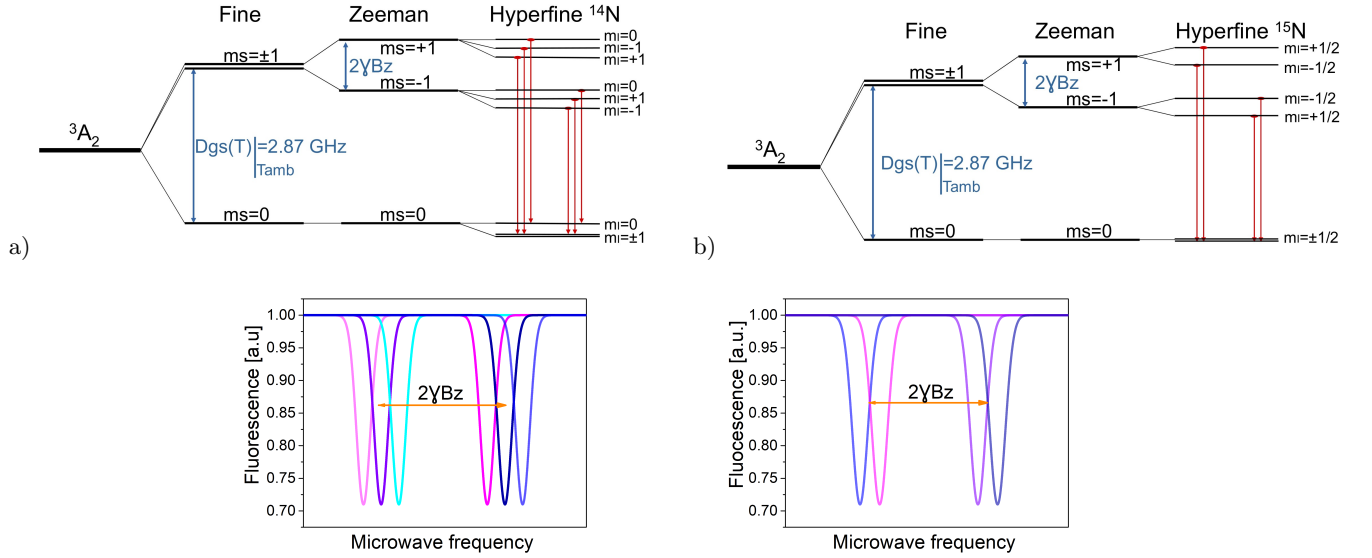 Fine Zeeman Hyperfine ¹⁴N
ms=±1
ms=+1
2ɣBz
ms=-1
mI=0
mI=-1
mI=+1
mI=0
mI=+1
mI=-1
³A₂
Dgs(T)|=2.87 GHz
Tamb
ms=0
ms=0
mI=0
mI=±1
a)
Fine Zeeman Hyperfine ¹⁵N
ms=±1
ms=+1
2ɣBz
ms=-1
mI=+1/2
mI=-1/2
mI=-1/2
mI=+1/2
³A₂
Dgs(T)|=2.87 GHz
Tamb
ms=0
ms=0
mI=±1/2
b)
Fluorescence [a.u]
1.00
0.95
0.90
0.85
0.80
0.75
0.70
2ɣBz
Microwave frequency
Fluocescence [a.u.]
1.00
0.95
0.90
0.85
0.80
0.75
0.70
2ɣBz
Microwave frequency